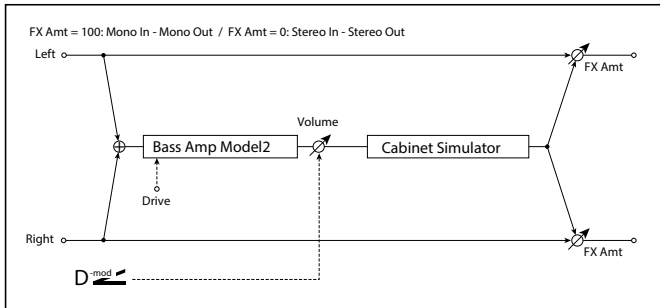 FX Amt = 100: Mono In - Mono Out / FX Amt = 0: Stereo In - Stereo Out
Left
FX Amt
Volume
Bass Amp Model2
Cabinet Simulator
Drive
Right
FX Amt
D-mod